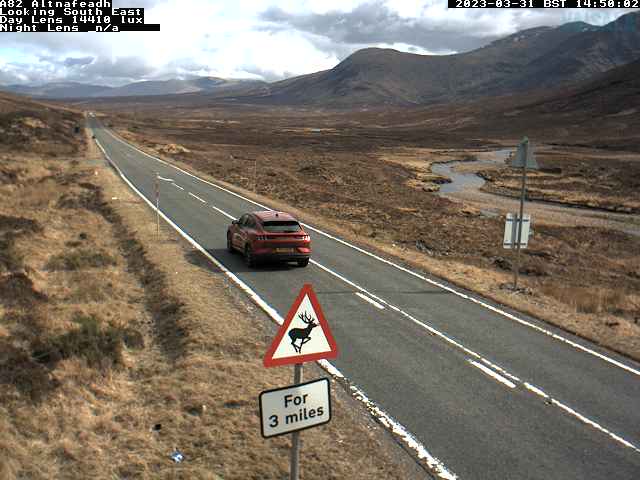 A82 Altnafeadh
Looking South East
Day Lens 14410 lux
Night Lens n/a
2023-03-31 BST 14:50:02
For
3 miles